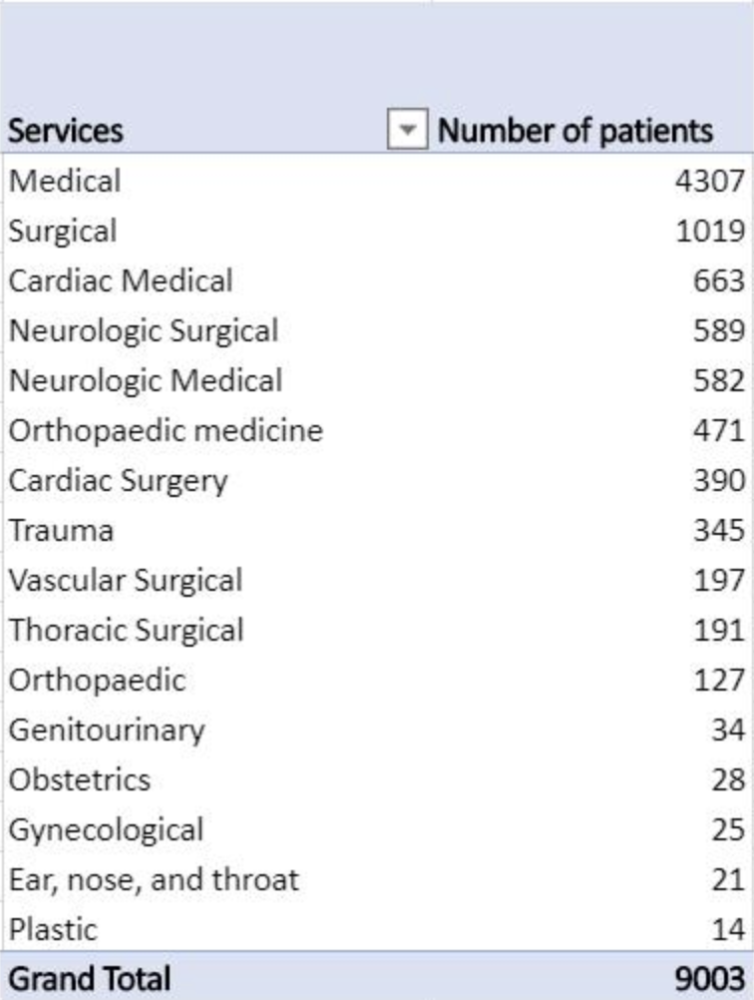 Services Number of patients
Medical 4307
Surgical 1019
Cardiac Medical 663
Neurologic Surgical 589
Neurologic Medical 582
Orthopaedic medicine 471
Cardiac Surgery 390
Trauma 345
Vascular Surgical 197
Thoracic Surgical 191
Orthopaedic 127
Genitourinary 34
Obstetrics 28
Gynecological 25
Ear, nose, and throat 21
Plastic 14
Grand Total 9003